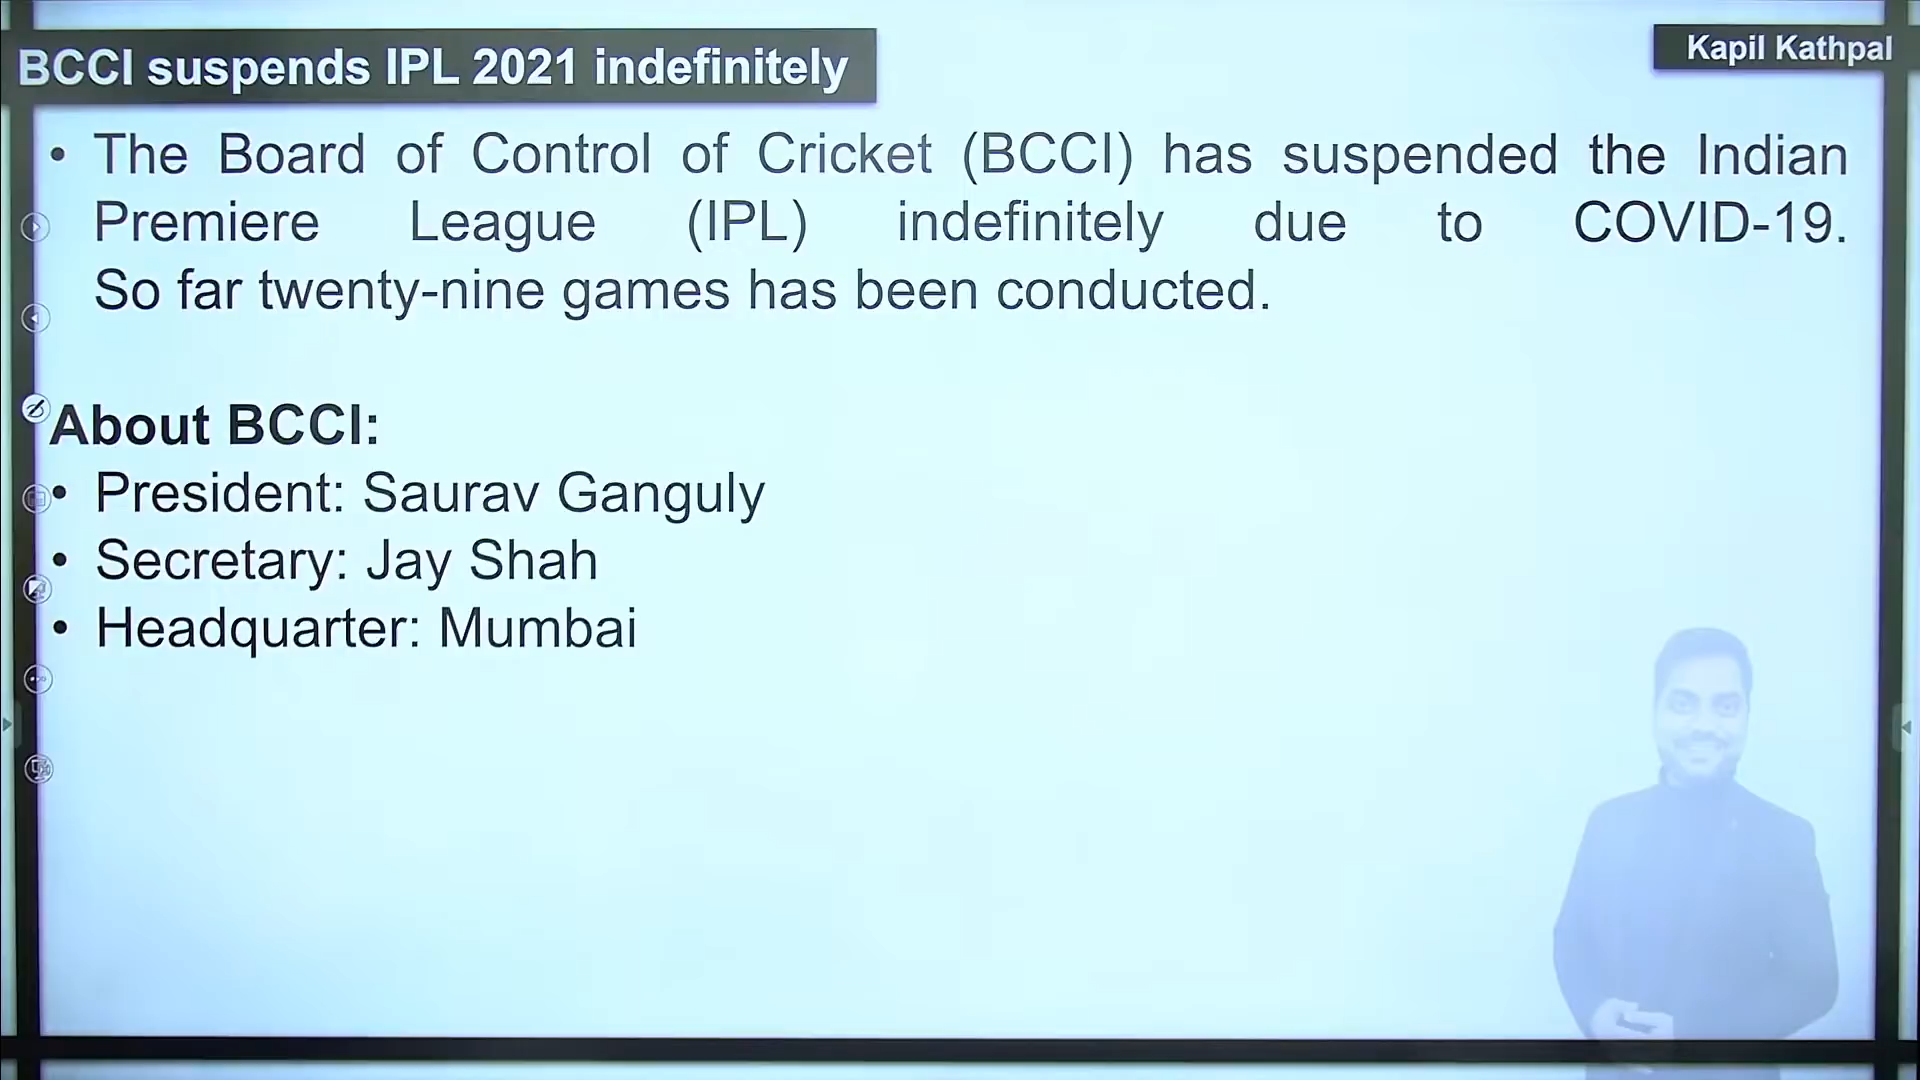 BCCI suspends IPL 2021 indefinitely
Kapil Kathpal
• The Board of Control of Cricket (BCCI) has suspended the Indian
Premiere League (IPL) indefinitely due to COVID-19.
So far twenty-nine games has been conducted.
About BCCI:
• President: Saurav Ganguly
• Secretary: Jay Shah
• Headquarter: Mumbai